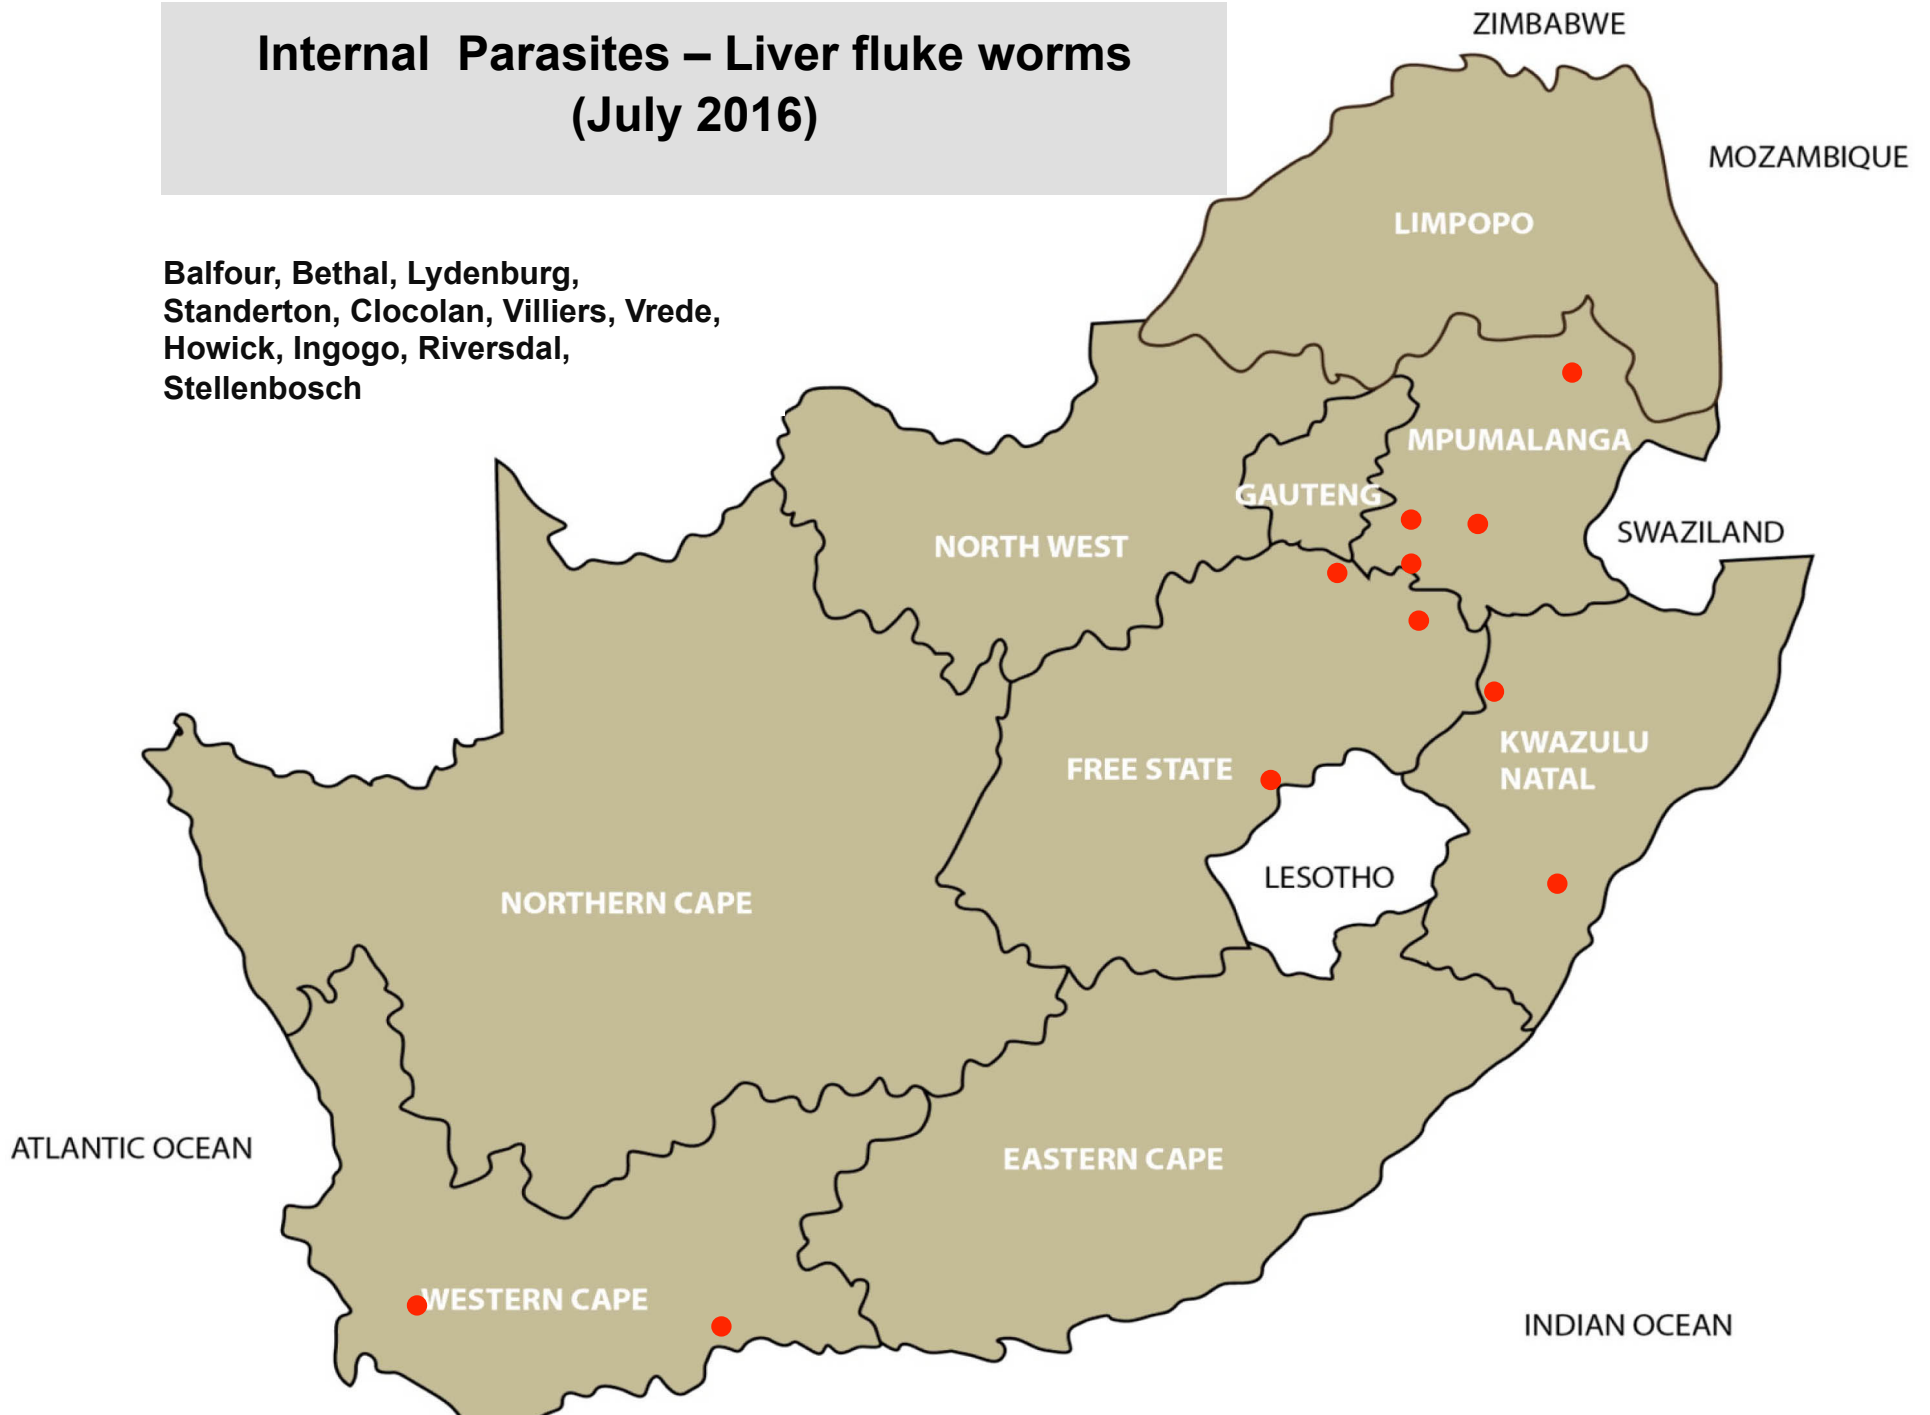 Internal Parasites – Liver fluke worms
(July 2016)
Balfour, Bethal, Lydenburg,
Standerton, Clocolan, Villiers, Vrede,
Howick, Ingogo, Riversdal,
Stellenbosch
ZIMBABWE
MOZAMBIQUE
LIMPOPO
MPUMALANGA
GAUTENG
SWAZILAND
NORTH WEST
KWAZULU
NATAL
FREE STATE
LESOTHO
NORTHERN CAPE
ATLANTIC OCEAN
EASTERN CAPE
WESTERN CAPE
INDIAN OCEAN